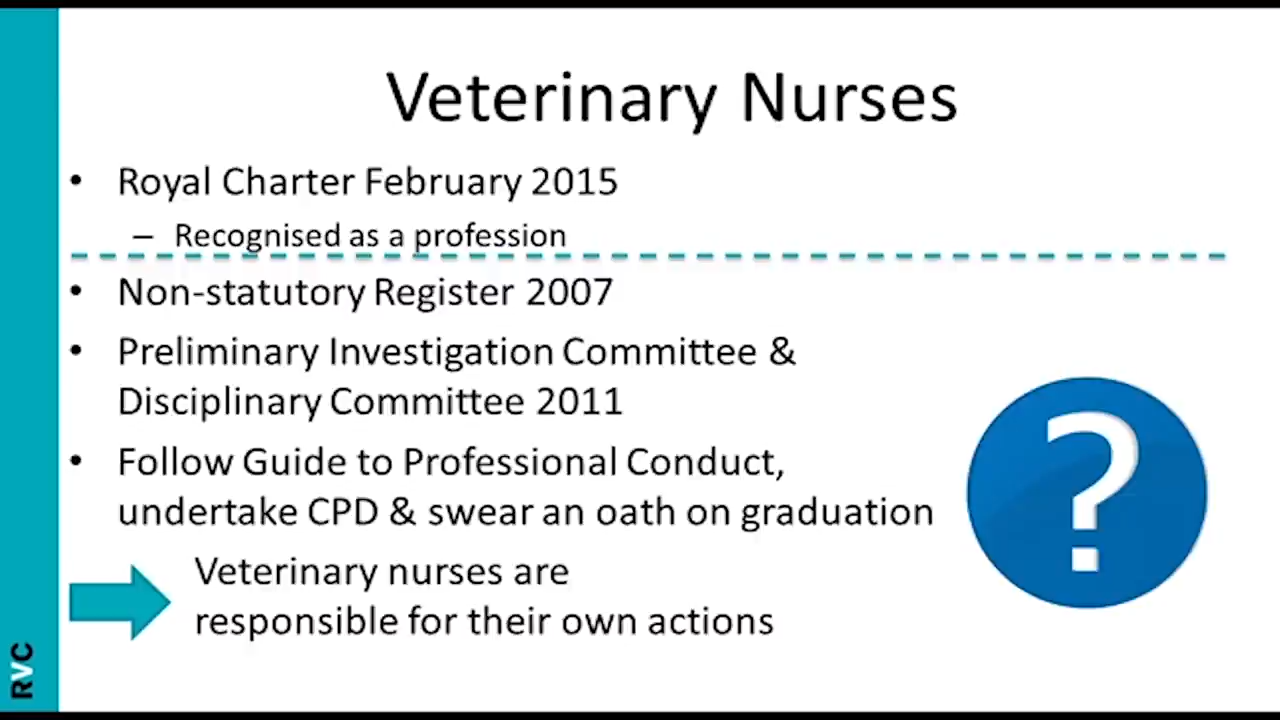 Veterinary Nurses
• Royal Charter February 2015
– Recognised as a profession
• Non-statutory Register 2007
• Preliminary Investigation Committee &
Disciplinary Committee 2011
• Follow Guide to Professional Conduct,
undertake CPD & swear an oath on graduation
Veterinary nurses are
responsible for their own actions
?
RVC